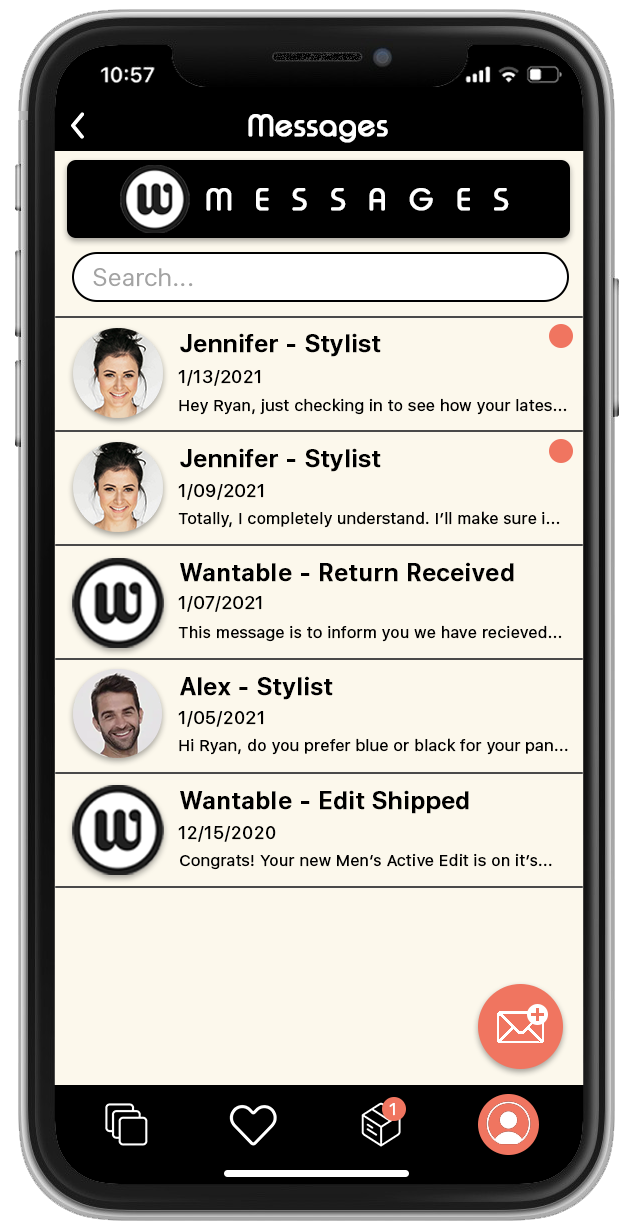 10:57
Messages
W MESSAGES
Search...
Jennifer - Stylist
1/13/2021
Hey Ryan, just checking in to see how your lates...
Jennifer - Stylist
1/09/2021
Totally, I completely understand. I'll make sure i...
W
Wantable - Return Received
1/07/2021
This message is to inform you we have recieved...
Alex - Stylist
1/05/2021
Hi Ryan, do you prefer blue or black for your pan...
W
Wantable - Edit Shipped
12/15/2020
Congrats! Your new Men's Active Edit is on it's...
1